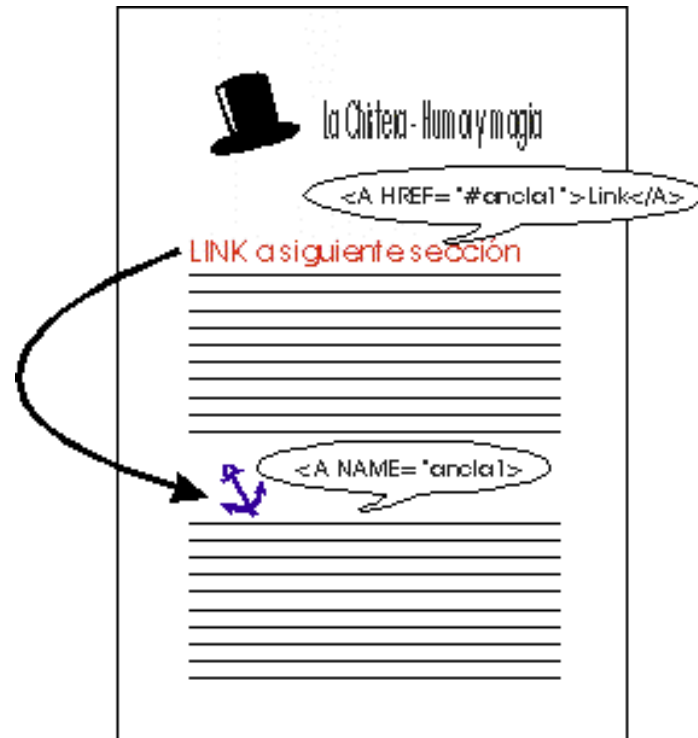 La Chistera - Humor y magia
<A HREF= "#ancla1">Link</A>
LINK a siguiente sección
<A NAME= "ancla1>